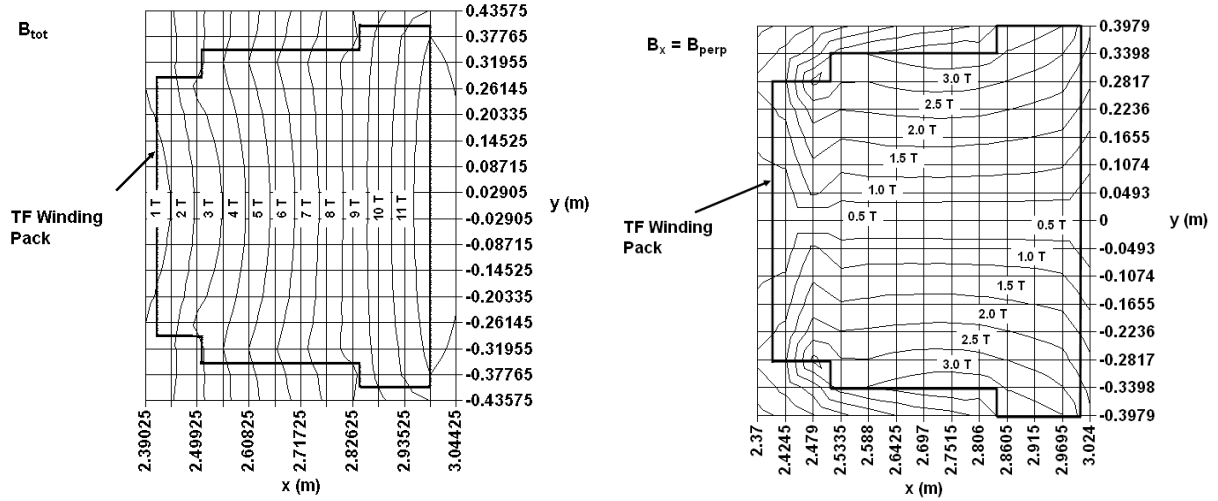 B_tot
0.43575
0.37765
0.31955
0.26145
0.20335
0.14525
0.08715
0.02905
-0.02905
-0.08715
-0.14525
-0.20335
-0.26145
-0.31955
-0.37765
-0.43575
y (m)
1 T
2 T
3 T
4 T
5 T
6 T
7 T
8 T
9 T
10 T
11 T
TF Winding
Pack
2.39025
2.49925
2.60825
2.71725
2.82625
2.93525
3.04425
x (m)
B_x = B_perp
0.3979
0.3398
0.2817
0.2236
0.1655
0.1074
0.0493
0
-0.0493
-0.1074
-0.1655
-0.2236
-0.2817
-0.3398
-0.3979
y (m)
3.0 T
2.5 T
2.0 T
1.5 T
1.0 T
0.5 T
0.5 T
1.0 T
1.5 T
2.0 T
2.5 T
3.0 T
TF Winding
Pack
2.37
2.4245
2.479
2.5335
2.588
2.6425
2.697
2.7515
2.806
2.8605
2.915
2.9695
3.024
x (m)